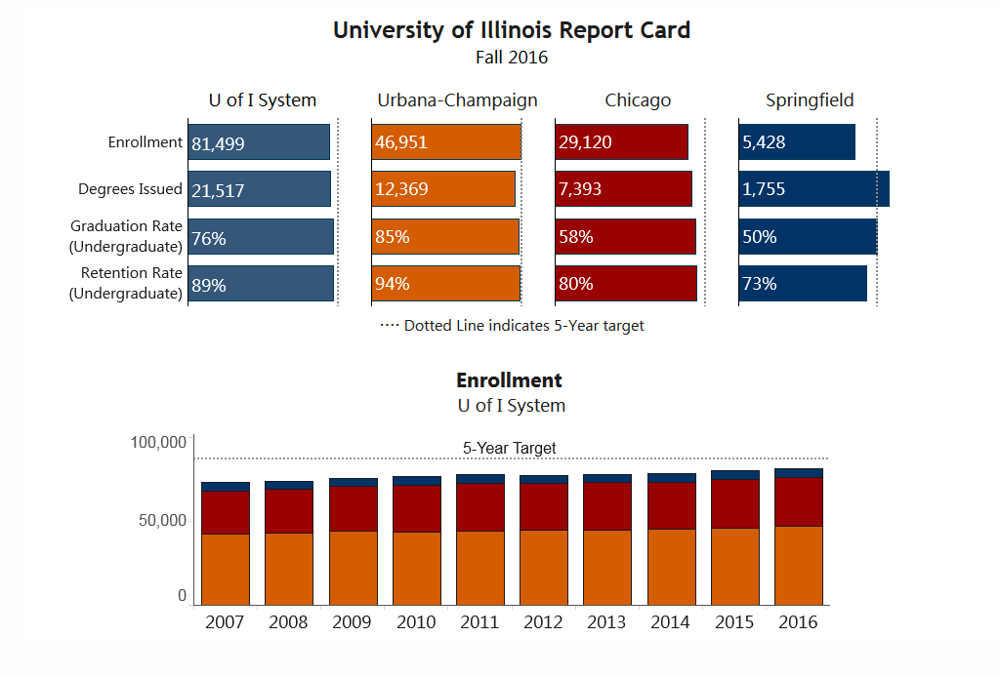 University of Illinois Report Card
Fall 2016
U of I System Urbana-Champaign Chicago Springfield
Enrollment 81,499 46,951 29,120 5,428
Degrees Issued 21,517 12,369 7,393 1,755
Graduation Rate
(Undergraduate) 76% 85% 58% 50%
Retention Rate
(Undergraduate) 89% 94% 80% 73%
···· Dotted Line indicates 5-Year target
Enrollment
U of I System
100,000
5-Year Target
50,000
0
2007 2008 2009 2010 2011 2012 2013 2014 2015 2016